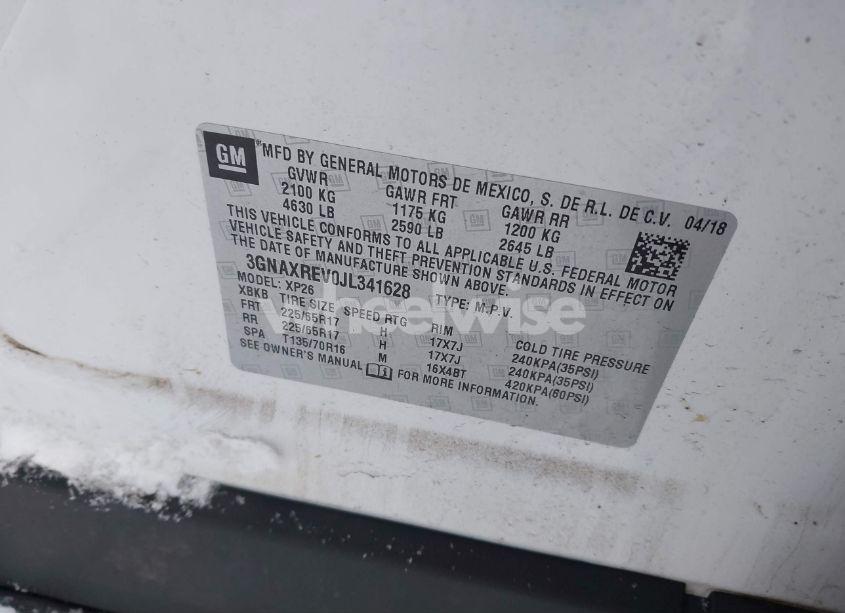 GM
MFD BY GENERAL MOTORS DE MEXICO, S. DE R.L. DE C.V. 04/18
GVWR GAWR FRT GAWR RR
2100 KG 1175 KG 1200 KG
4630 LB 2590 LB 2645 LB
THIS VEHICLE CONFORMS TO ALL APPLICABLE U.S. FEDERAL MOTOR
VEHICLE SAFETY AND THEFT PREVENTION STANDARDS IN EFFECT ON
THE DATE OF MANUFACTURE SHOWN ABOVE.
3GNAXREV0JL341628 TYPE: M.P.V.
MODEL: XP26
XBKB TIRE SIZE SPEED RTG RIM COLD TIRE PRESSURE
FRT 225/65R17 H 17X7J 240KPA(35PSI)
RR 225/65R17 H 17X7J 240KPA(35PSI)
SPA T135/70R16 M 16X4BT 420KPA(60PSI)
SEE OWNER'S MANUAL FOR MORE INFORMATION.
wheelwise